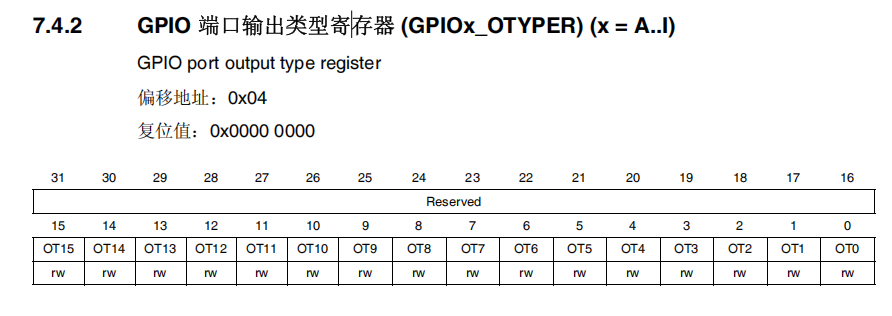 7.4.2 GPIO 端口输出类型寄存器 (GPIOx_OTYPER) (x = A..I)
GPIO port output type register
偏移地址：0x04
复位值：0x0000 0000
31 30 29 28 27 26 25 24 23 22 21 20 19 18 17 16
Reserved
15 14 13 12 11 10 9 8 7 6 5 4 3 2 1 0
OT15 OT14 OT13 OT12 OT11 OT10 OT9 OT8 OT7 OT6 OT5 OT4 OT3 OT2 OT1 OT0
rw rw rw rw rw rw rw rw rw rw rw rw rw rw rw rw